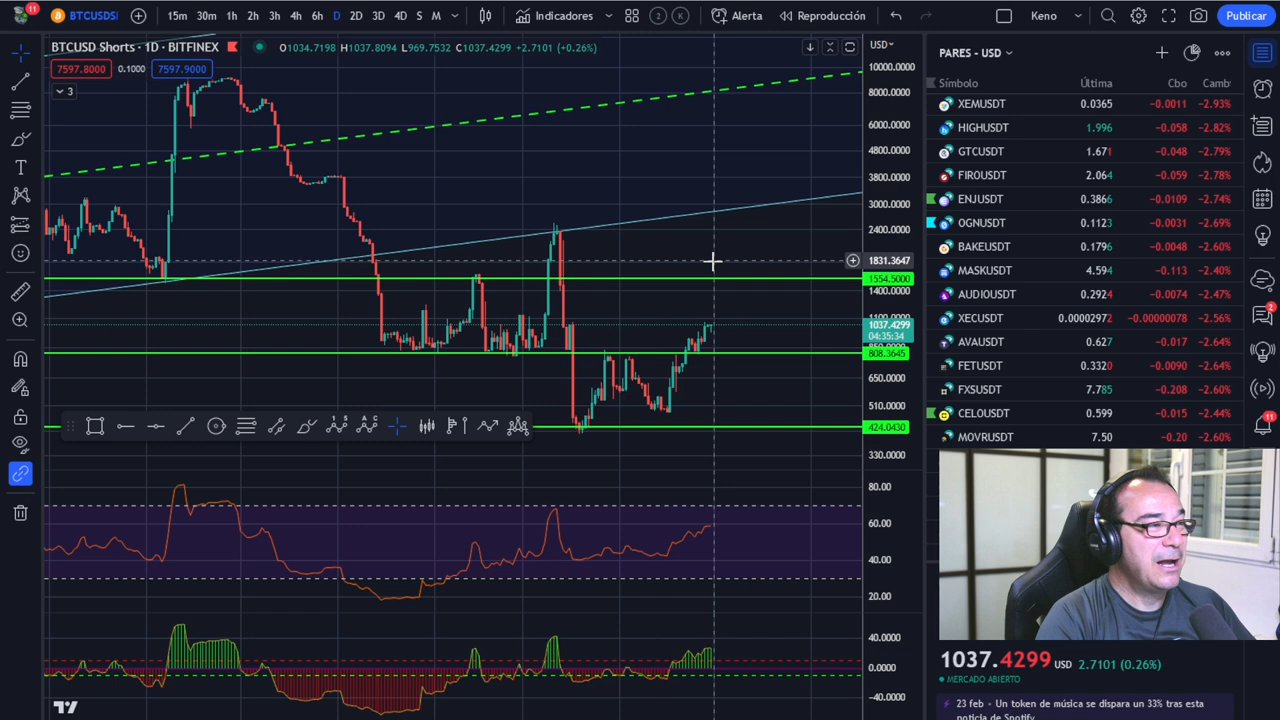 11
BTCUSDS
15m 30m 1h 2h 3h 4h 6h D 2D 3D 4D S M
Indicadores
2 K
Alerta
Reproducción
Keno
Publicar
BTCUSD Shorts · 1D · BITFINEX
O1034.7198 H1037.8094 L969.7532 C1037.4299 +2.7101 (+0.26%)
7597.8000 0.1000 7597.9000
3
USD
10000.0000
8000.0000
6000.0000
4800.0000
3800.0000
3000.0000
2400.0000
1831.3647
1554.5000
1400.0000
1037.4299
04:35:34
808.3645
650.0000
510.0000
424.0430
330.0000
80.00
60.00
40.00
20.00
40.0000
0.0000
-40.0000
PARES - USD
Símbolo Última Cbo Camb
XEMUSDT 0.0365 -0.0011 -2.93%
HIGHUSDT 1.996 -0.058 -2.82%
GTCUSDT 1.671 -0.048 -2.79%
FIROUSDT 2.064 -0.059 -2.78%
ENJUSDT 0.3866 -0.0109 -2.74%
OGNUSDT 0.1123 -0.0031 -2.69%
BAKEUSDT 0.1796 -0.0048 -2.60%
MASKUSDT 4.594 -0.113 -2.40%
AUDIOUSDT 0.2924 -0.0074 -2.47%
XECUSDT 0.00002972 -0.00000078 -2.56%
AVAUSDT 0.627 -0.017 -2.64%
FETUSDT 0.3320 -0.0090 -2.64%
FXSUSDT 7.785 -0.208 -2.60%
CELOUSDT 0.599 -0.015 -2.44%
MOVRUSDT 7.50 -0.20 -2.60%
2
11
1037.4299 USD 2.7101 (0.26%)
MERCADO ABIERTO
23 feb · Un token de música se dispara un 33% tras esta
noticia de Spotify